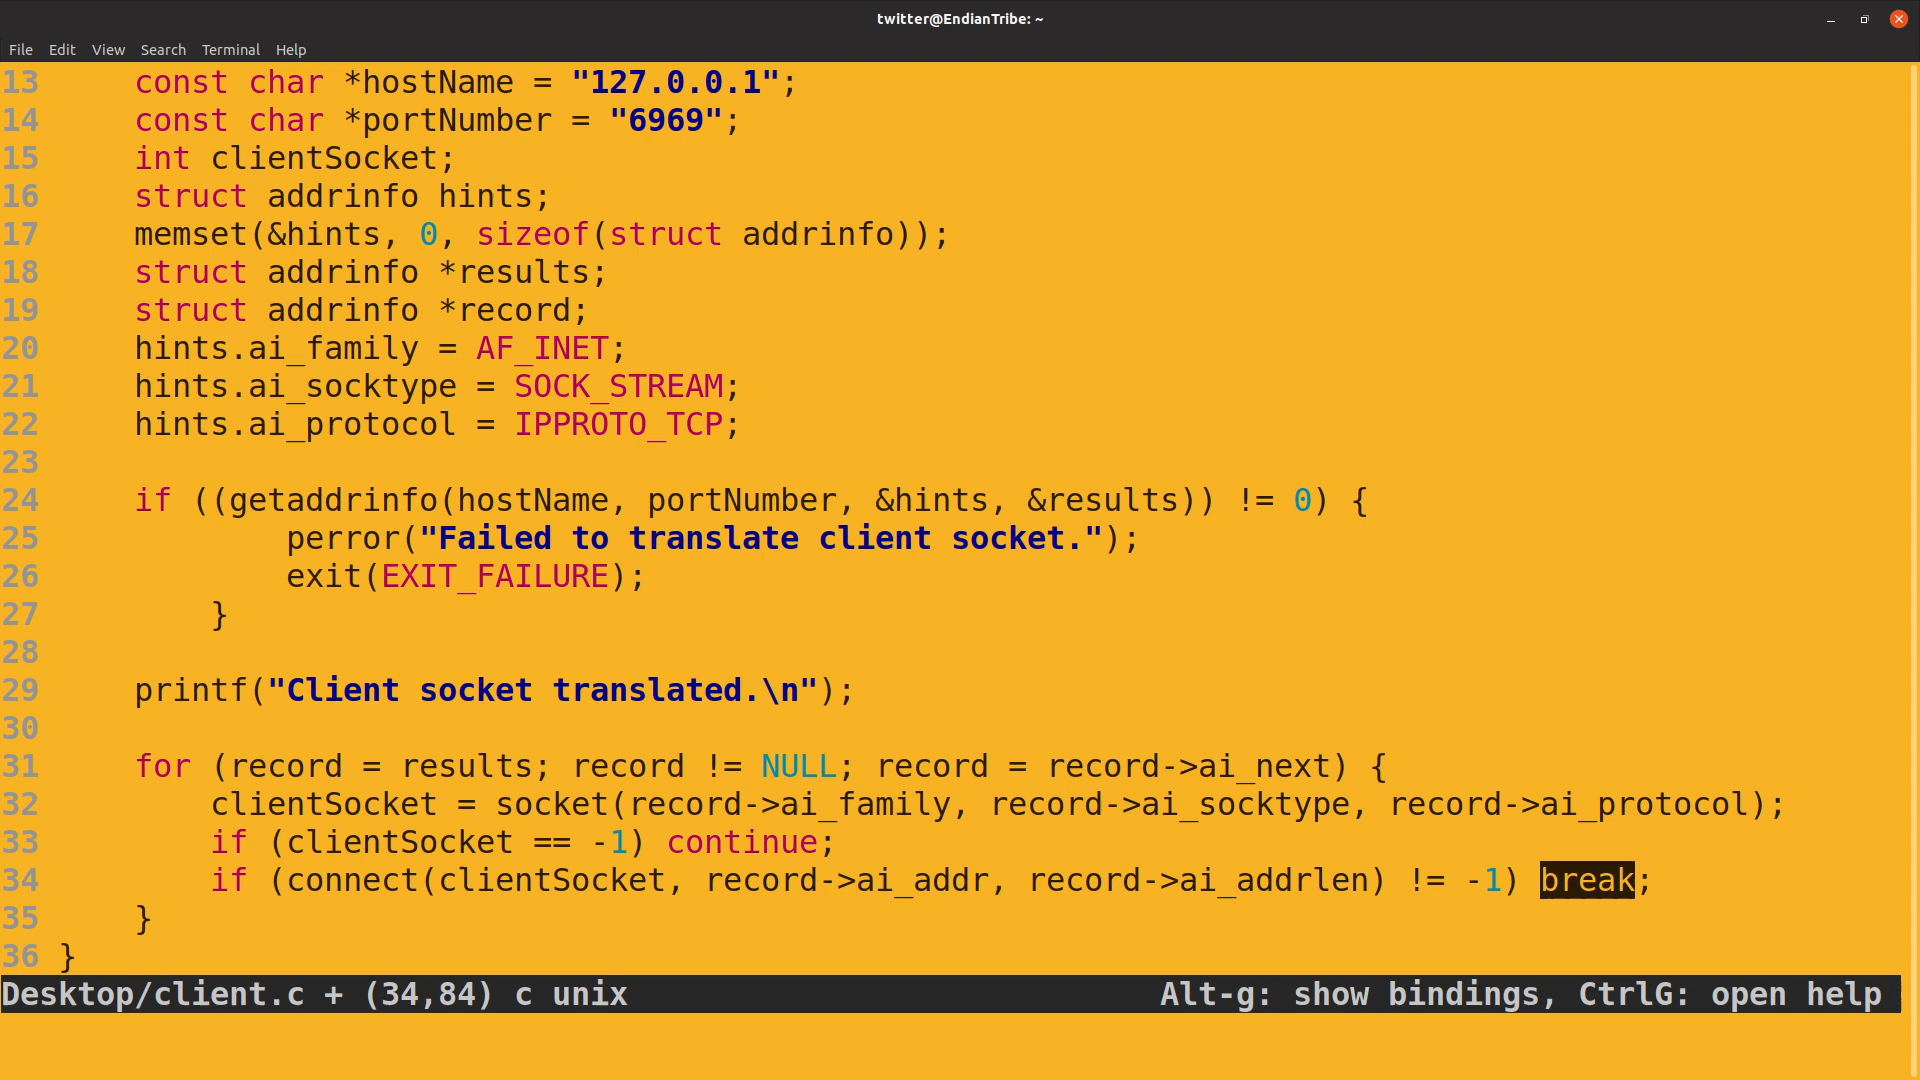 twitter@EndianTribe: ~
File Edit View Search Terminal Help
13     const char *hostName = "127.0.0.1";
14     const char *portNumber = "6969";
15     int clientSocket;
16     struct addrinfo hints;
17     memset(&hints, 0, sizeof(struct addrinfo));
18     struct addrinfo *results;
19     struct addrinfo *record;
20     hints.ai_family = AF_INET;
21     hints.ai_socktype = SOCK_STREAM;
22     hints.ai_protocol = IPPROTO_TCP;
23
24     if ((getaddrinfo(hostName, portNumber, &hints, &results)) != 0) {
25             perror("Failed to translate client socket.");
26             exit(EXIT_FAILURE);
27         }
28
29     printf("Client socket translated.\n");
30
31     for (record = results; record != NULL; record = record->ai_next) {
32         clientSocket = socket(record->ai_family, record->ai_socktype, record->ai_protocol);
33         if (clientSocket == -1) continue;
34         if (connect(clientSocket, record->ai_addr, record->ai_addrlen) != -1) break;
35     }
36 }
Desktop/client.c + (34,84) c unix Alt-g: show bindings, CtrlG: open help